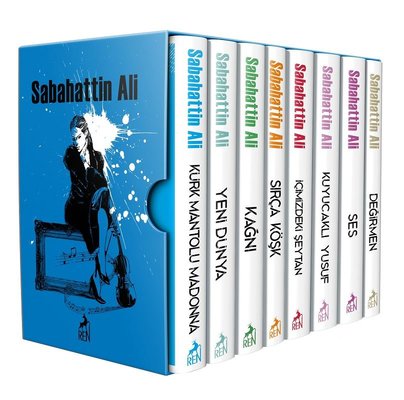 Sabahattin Ali
Sabahattin Ali
KÜRK MANTOLU MADONNA
REN
Sabahattin Ali
YENİ DÜNYA
REN
Sabahattin Ali
KAĞNI
REN
Sabahattin Ali
SIRÇA KÖŞK
REN
Sabahattin Ali
İÇİMİZDEKİ ŞEYTAN
REN
Sabahattin Ali
KUYUCAKLI YUSUF
REN
Sabahattin Ali
SES
REN
Sabahattin Ali
DEĞİRMEN
REN